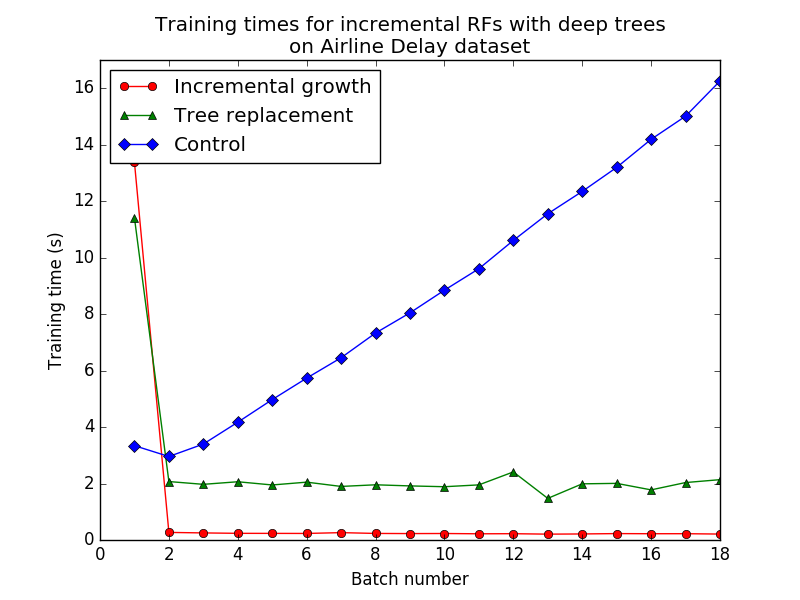 Training times for incremental RFs with deep trees
on Airline Delay dataset
Incremental growth
Tree replacement
Control
Training time (s)
16
14
12
10
8
6
4
2
0
0 2 4 6 8 10 12 14 16 18
Batch number